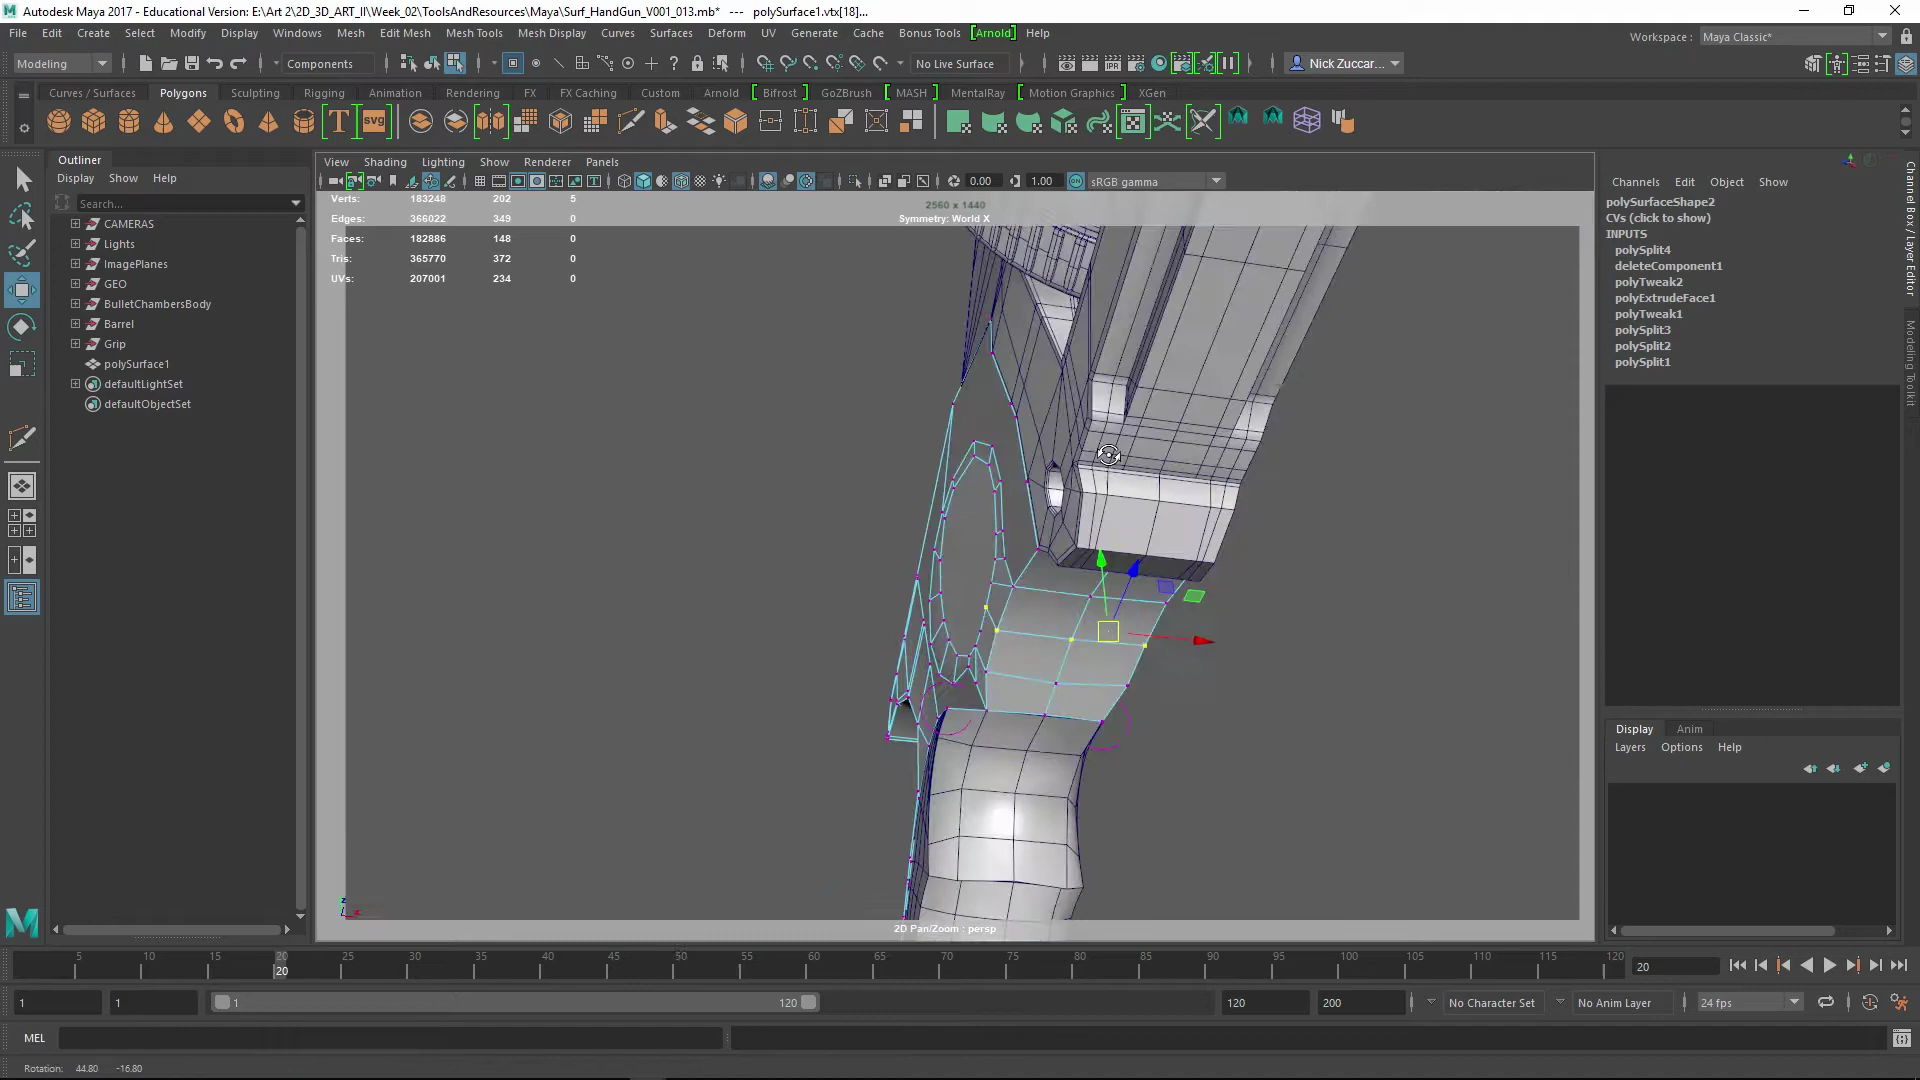 Autodesk Maya 2017 - Educational Version: E:\Art 2\2D_3D_ART_II\Week_02\ToolsAndResources\Maya\Surf_HandGun_V001_013.mb* --- polySurface1.vtx[18]...
File Edit Create Select Modify Display Windows Mesh Edit Mesh Mesh Tools Mesh Display Curves Surfaces Deform UV Generate Cache Bonus Tools [Arnold] Help
Workspace : Maya Classic*
Modeling Components No Live Surface Nick Zuccar...
Curves / Surfaces Polygons Sculpting Rigging Animation Rendering FX FX Caching Custom Arnold [ Bifrost ] GoZBrush [ MASH ] MentalRay [ Motion Graphics ] XGen
T svg
Outliner
Display Show Help
Search...
CAMERAS
Lights
ImagePlanes
GEO
BulletChambersBody
Barrel
Grip
polySurface1
defaultLightSet
defaultObjectSet
View Shading Lighting Show Renderer Panels
0.00 1.00 sRGB gamma
Verts: 183248 202 5
2560 x 1440
Edges: 366022 349 0
Symmetry: World X
Faces: 182886 148 0
Tris: 365770 372 0
UVs: 207001 234 0
2D Pan/Zoom : persp
Channels Edit Object Show
polySurfaceShape2
CVs (click to show)
INPUTS
polySplit4
deleteComponent1
polyTweak2
polyExtrudeFace1
polyTweak1
polySplit3
polySplit2
polySplit1
Channel Box / Layer Editor
Modeling Toolkit
Display Anim
Layers Options Help
5 10 15 20 25 30 35 40 45 50 55 60 65 70 75 80 85 90 95 100 105 110 115 120
20
20
1 1 1 120 120 200 No Character Set No Anim Layer 24 fps
MEL
Rotation: 44.80 -16.80